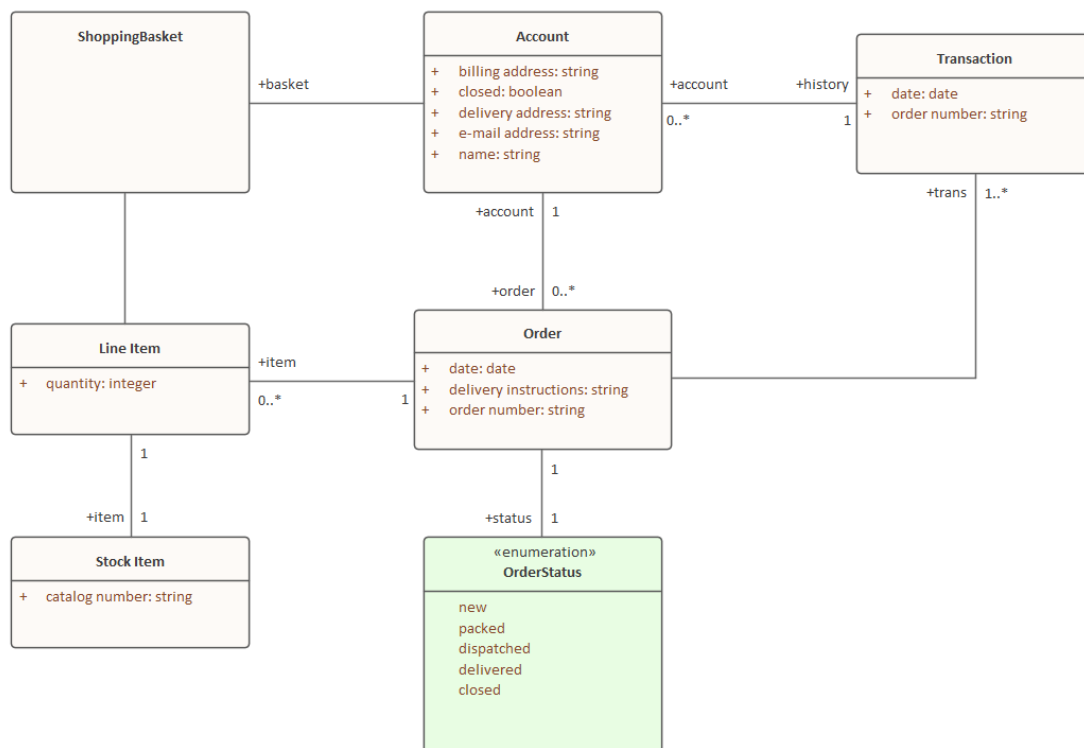 ShoppingBasket
+basket
Account
+ billing address: string
+ closed: boolean
+ delivery address: string
+ e-mail address: string
+ name: string
+account
0..*
+history
1
Transaction
+ date: date
+ order number: string
+trans
1..*
+account
1
+order
0..*
Line Item
+ quantity: integer
+item
0..*
1
Order
+ date: date
+ delivery instructions: string
+ order number: string
1
+item
1
Stock Item
+ catalog number: string
1
+status
1
«enumeration»
OrderStatus
new
packed
dispatched
delivered
closed